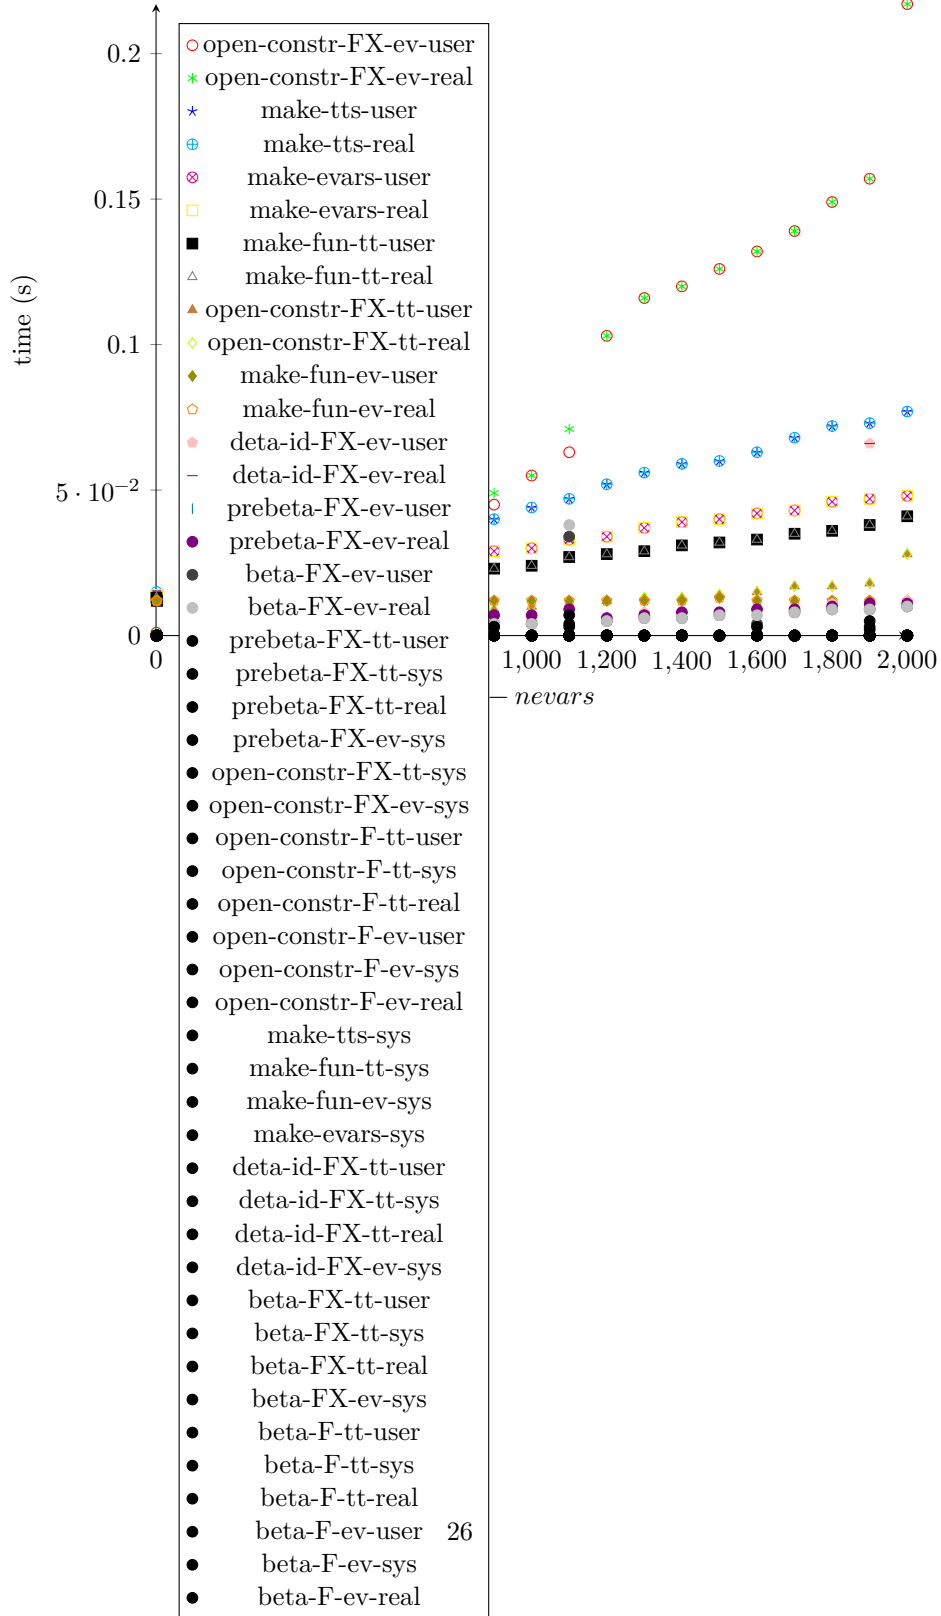 0.2
0.15
0.1
5 · 10⁻²
0
time (s)
open-constr-FX-ev-user
open-constr-FX-ev-real
make-tts-user
make-tts-real
make-evars-user
make-evars-real
make-fun-tt-user
make-fun-tt-real
open-constr-FX-tt-user
open-constr-FX-tt-real
make-fun-ev-user
make-fun-ev-real
deta-id-FX-ev-user
deta-id-FX-ev-real
prebeta-FX-ev-user
prebeta-FX-ev-real
beta-FX-ev-user
beta-FX-ev-real
prebeta-FX-tt-user
prebeta-FX-tt-sys
prebeta-FX-tt-real
prebeta-FX-ev-sys
open-constr-FX-tt-sys
open-constr-FX-ev-sys
open-constr-F-tt-user
open-constr-F-tt-sys
open-constr-F-tt-real
open-constr-F-ev-user
open-constr-F-ev-sys
open-constr-F-ev-real
make-tts-sys
make-fun-tt-sys
make-fun-ev-sys
make-evars-sys
deta-id-FX-tt-user
deta-id-FX-tt-sys
deta-id-FX-tt-real
deta-id-FX-ev-sys
beta-FX-tt-user
beta-FX-tt-sys
beta-FX-tt-real
beta-FX-ev-sys
beta-F-tt-user
beta-F-tt-sys
beta-F-tt-real
beta-F-ev-user
beta-F-ev-sys
beta-F-ev-real
0 1,000 1,200 1,400 1,600 1,800 2,000
– nevars
26